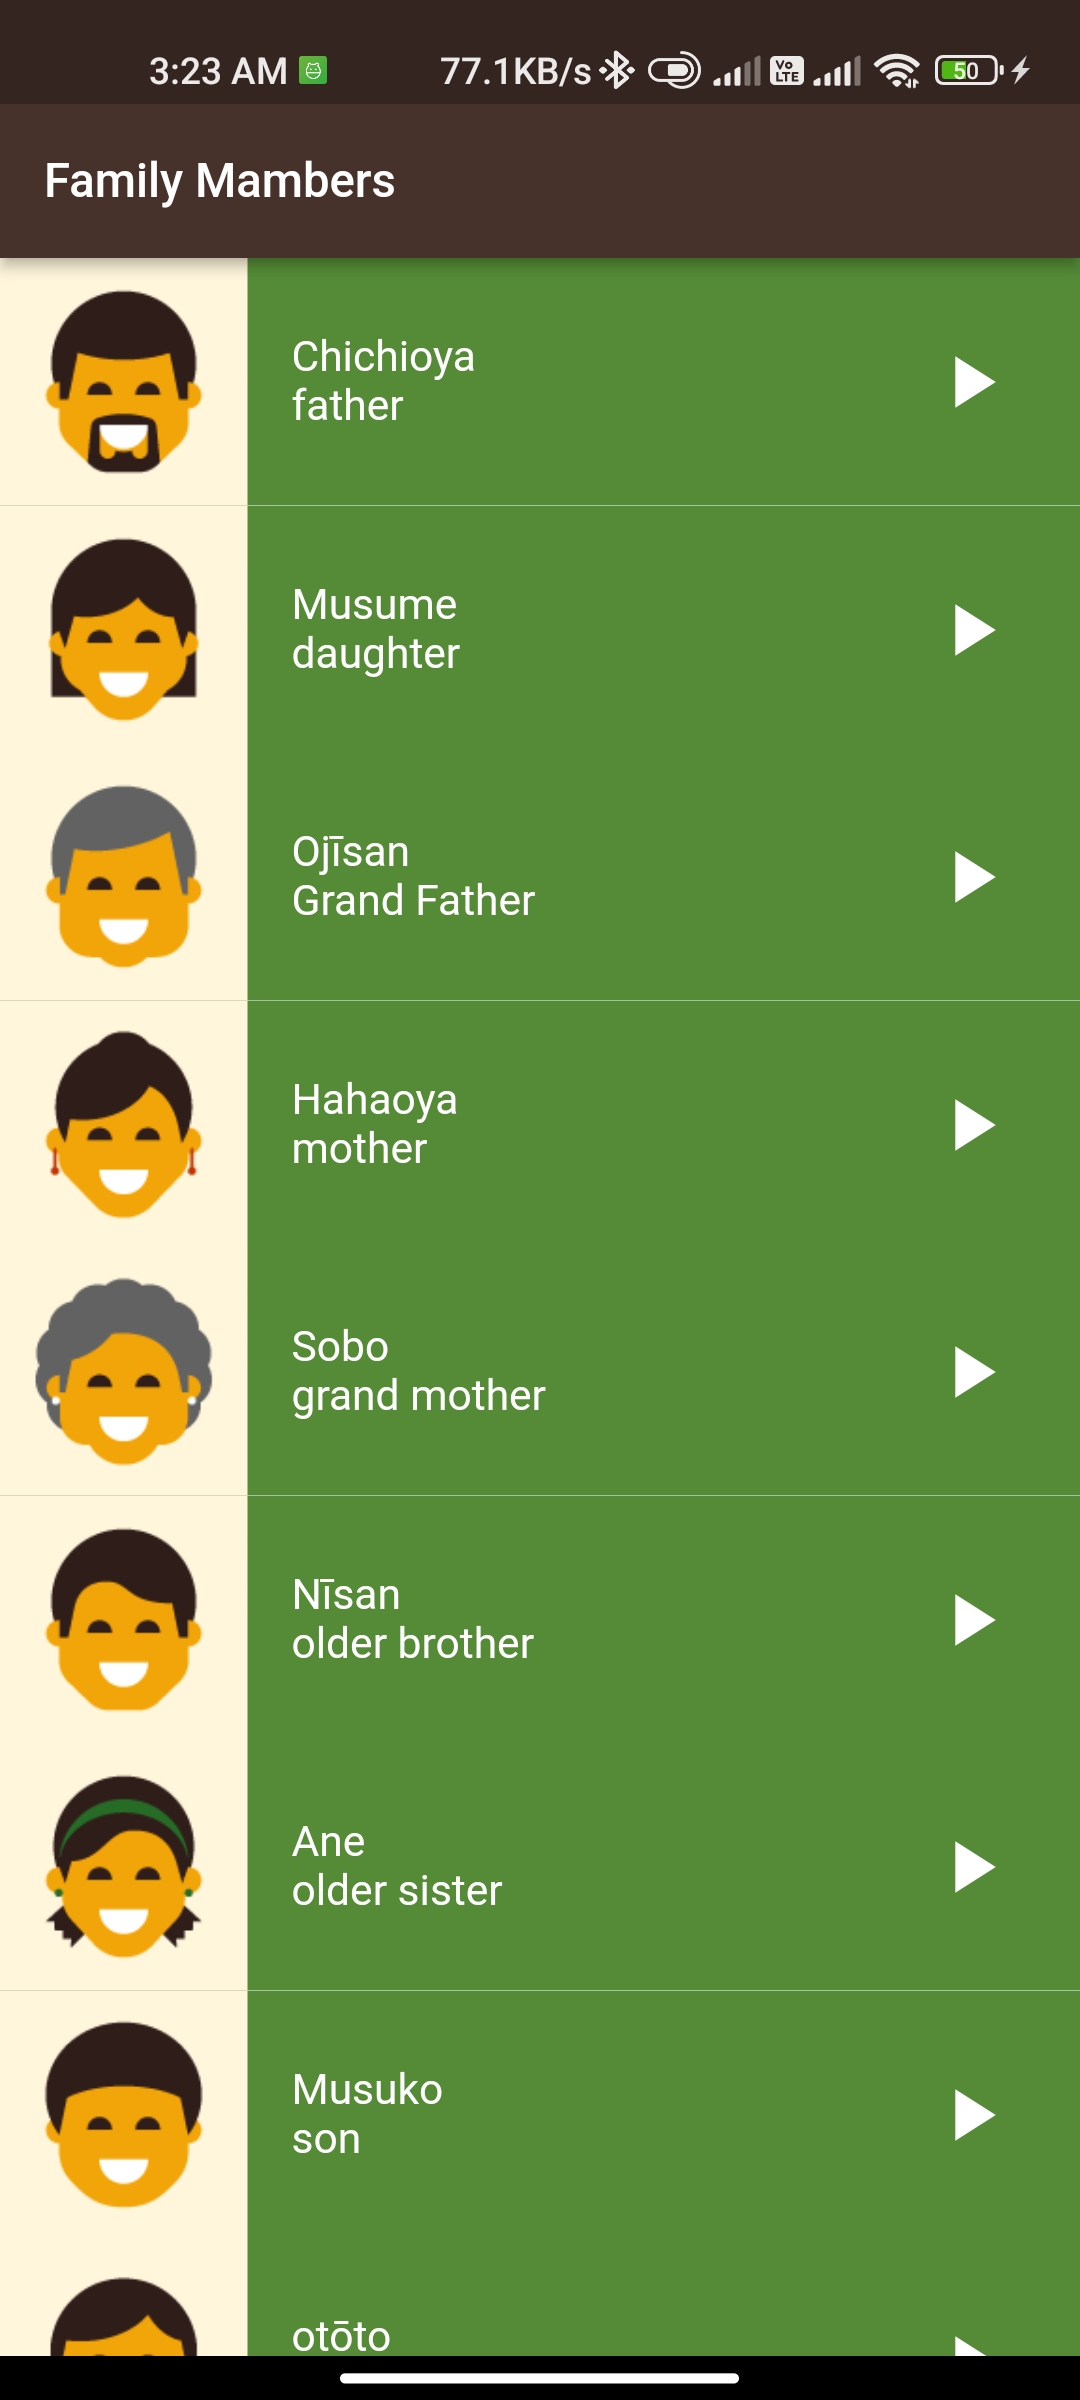 3:23 AM 77.1KB/s Vo LTE 50
Family Mambers
Chichioya
father
Musume
daughter
Ojīsan
Grand Father
Hahaoya
mother
Sobo
grand mother
Nīsan
older brother
Ane
older sister
Musuko
son
otōto